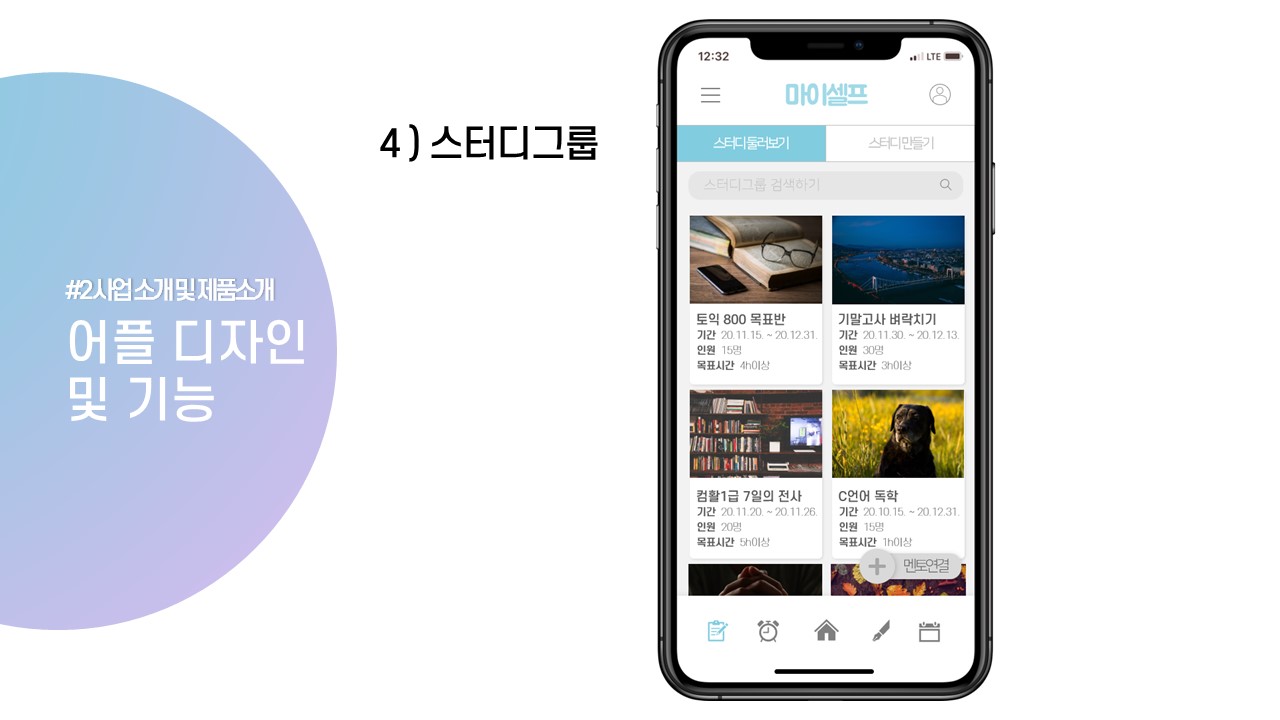 #2사업 소개 및 제품소개
어플 디자인
및 기능
4 ) 스터디그룹
12:32
LTE
마이셀프
스터디 둘러보기
스터디 만들기
스터디그룹 검색하기
토익 800 목표반
기간 20.11.15. ~ 20.12.31.
인원 15명
목표시간 4h이상
기말고사 벼락치기
기간 20.11.30. ~ 20.12.13.
인원 30명
목표시간 3h이상
컴활1급 7일의 전사
기간 20.11.20. ~ 20.11.26.
인원 20명
목표시간 5h이상
C언어 독학
기간 20.10.15. ~ 20.12.31.
인원 15명
목표시간 1h이상
멘토연결